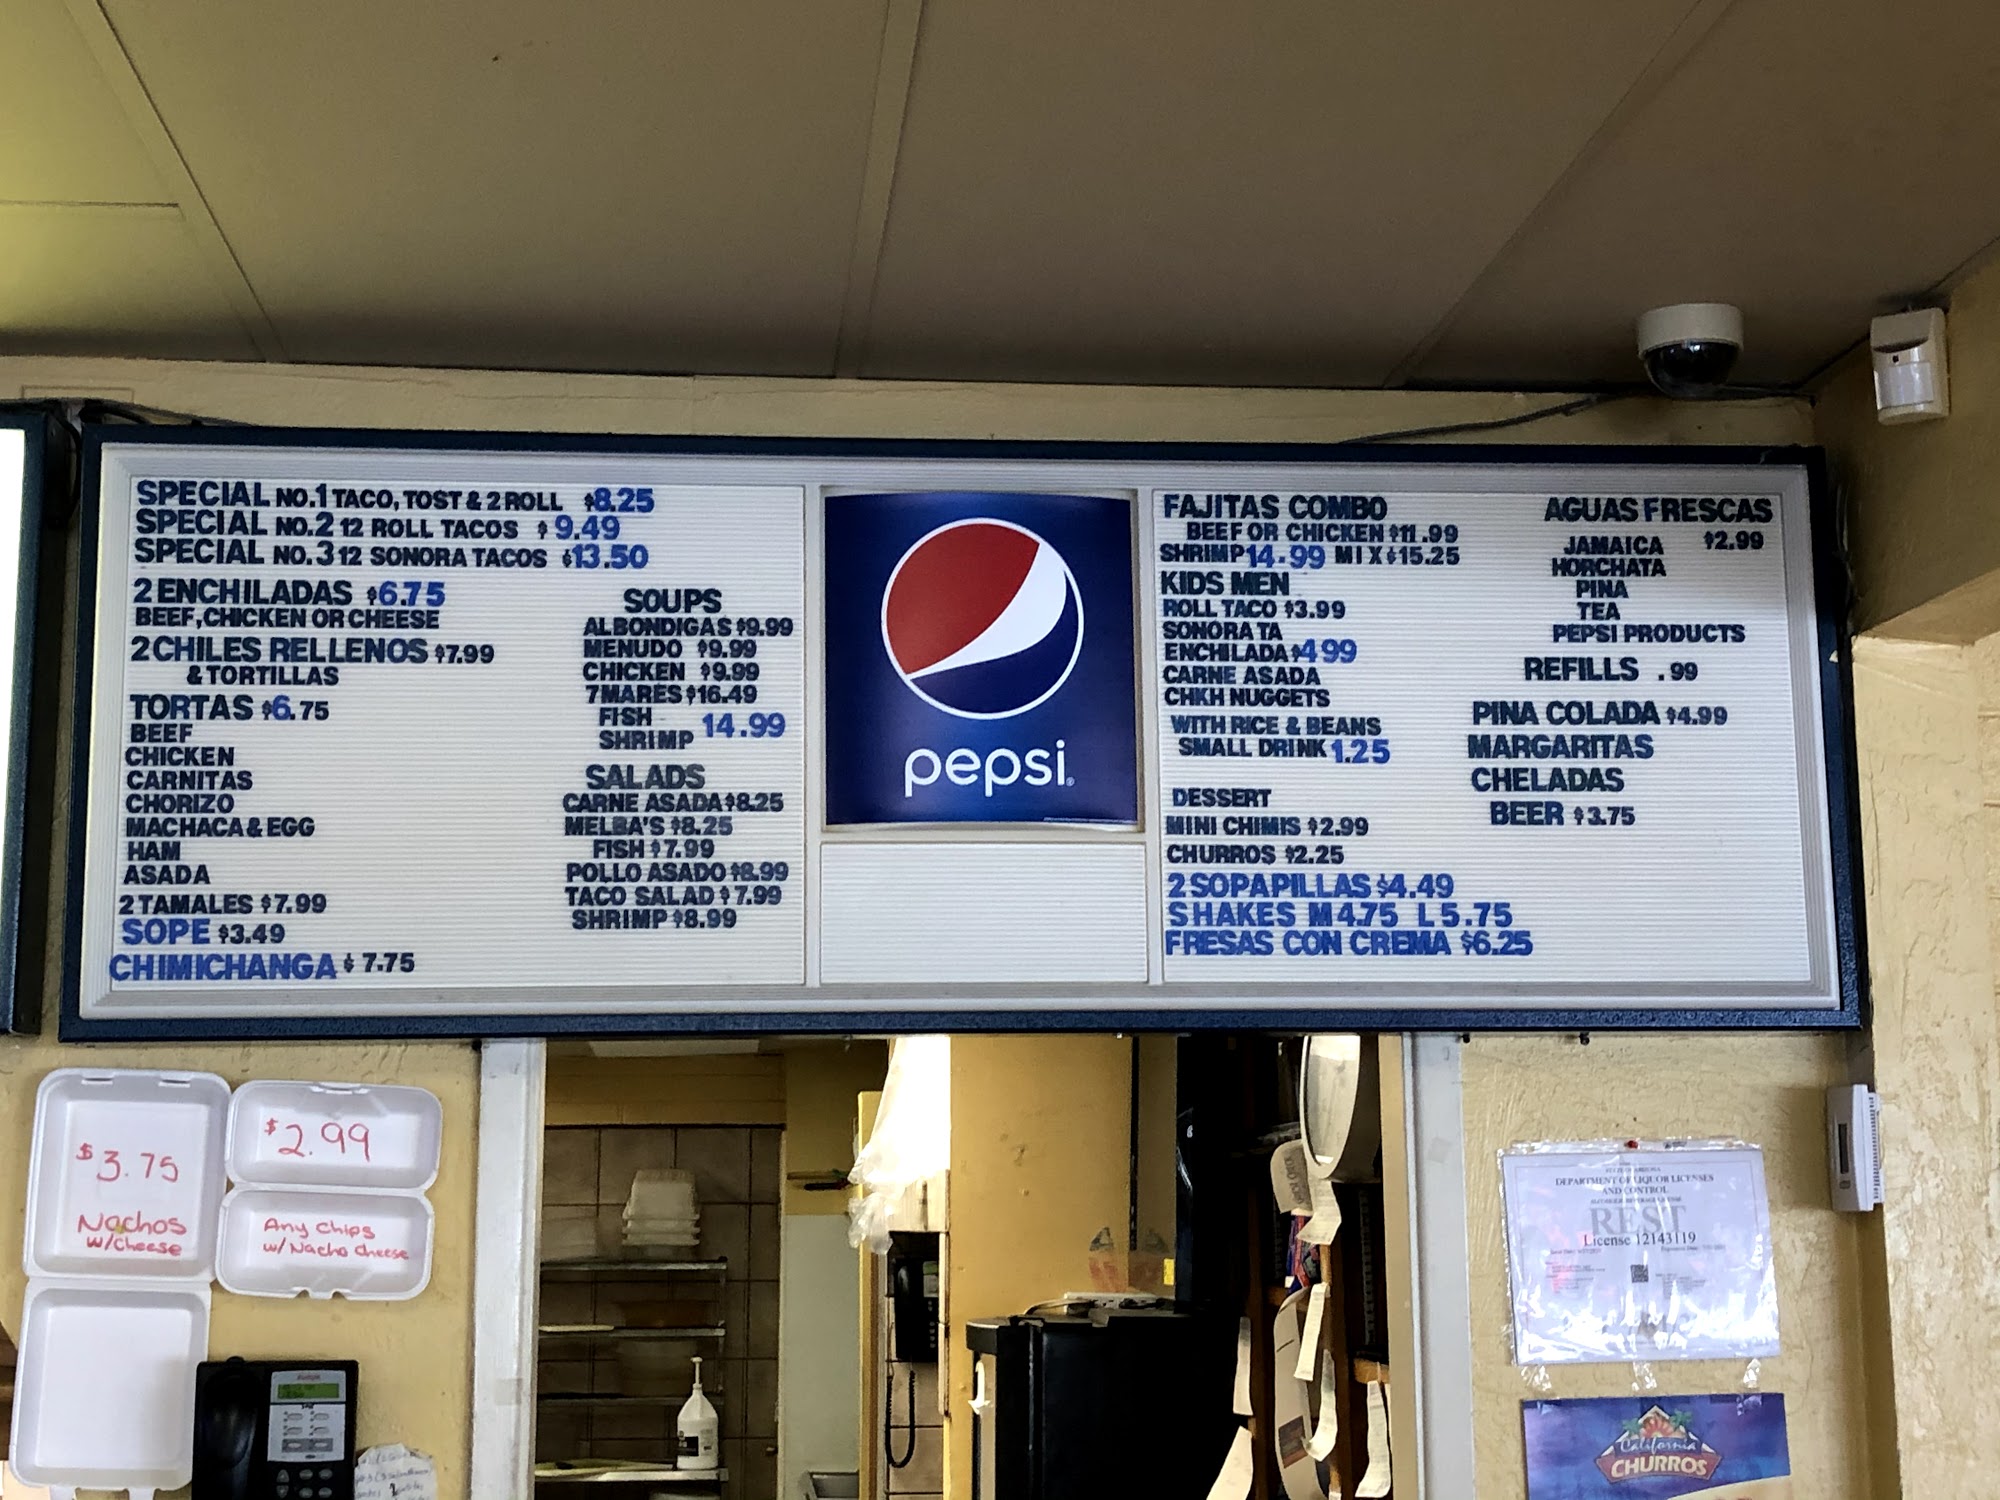 SPECIAL NO.1 TACO, TOST & 2 ROLL $8.25
SPECIAL NO.2 12 ROLL TACOS $9.49
SPECIAL NO.3 12 SONORA TACOS $13.50
2 ENCHILADAS $6.75
BEEF, CHICKEN OR CHEESE
2 CHILES RELLENOS $7.99
& TORTILLAS
TORTAS $6.75
BEEF
CHICKEN
CARNITAS
CHORIZO
MACHACA & EGG
HAM
ASADA
2 TAMALES $7.99
SOPE $3.49
CHIMICHANGA $7.75
SOUPS
ALBONDIGAS $9.99
MENUDO $9.99
CHICKEN $9.99
7 MARES $16.49
FISH
SHRIMP 14.99
SALADS
CARNE ASADA $8.25
MELBA'S $8.25
FISH $7.99
POLLO ASADO $8.99
TACO SALAD $7.99
SHRIMP $8.99
pepsi
FAJITAS COMBO
BEEF OR CHICKEN $11.99
SHRIMP 14.99 MIX $15.25
KIDS MEN
ROLL TACO $3.99
SONORA TA
ENCHILADA $4 99
CARNE ASADA
CHKH NUGGETS
WITH RICE & BEANS
SMALL DRINK 1.25
DESSERT
MINI CHIMIS $2.99
CHURROS $2.25
2 SOPAPILLAS $4.49
SHAKES M 4.75 L 5.75
FRESAS CON CREMA $6.25
AGUAS FRESCAS
$2.99
JAMAICA
HORCHATA
PINA
TEA
PEPSI PRODUCTS
REFILLS .99
PINA COLADA $4.99
MARGARITAS
CHELADAS
BEER $3.75
$3.75
Nachos
w/cheese
$2.99
Any chips
w/Nacho cheese
DEPARTMENT OF LIQUOR LICENSES
AND CONTROL
REST
License 12143119
California
CHURROS